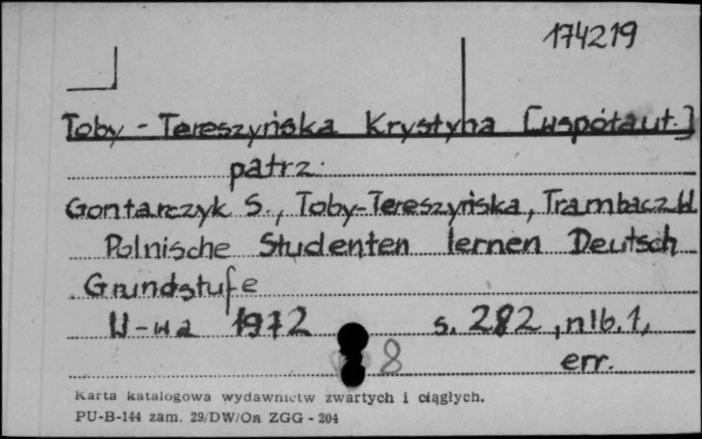 174219
Toby - Tereszyńska Krystyna [współaut.]
patrz:
Gontarczyk S., Toby-Tereszyńska, Trambacz W
Polnische Studenten lernen Deutsch
Grundstufe
W-wa 1972 s. 282, nlb. 1,
8 err.
Karta katalogowa wydawnictw zwartych i ciągłych.
PU-B-144 zam. 29/DW/On ZGG - 204